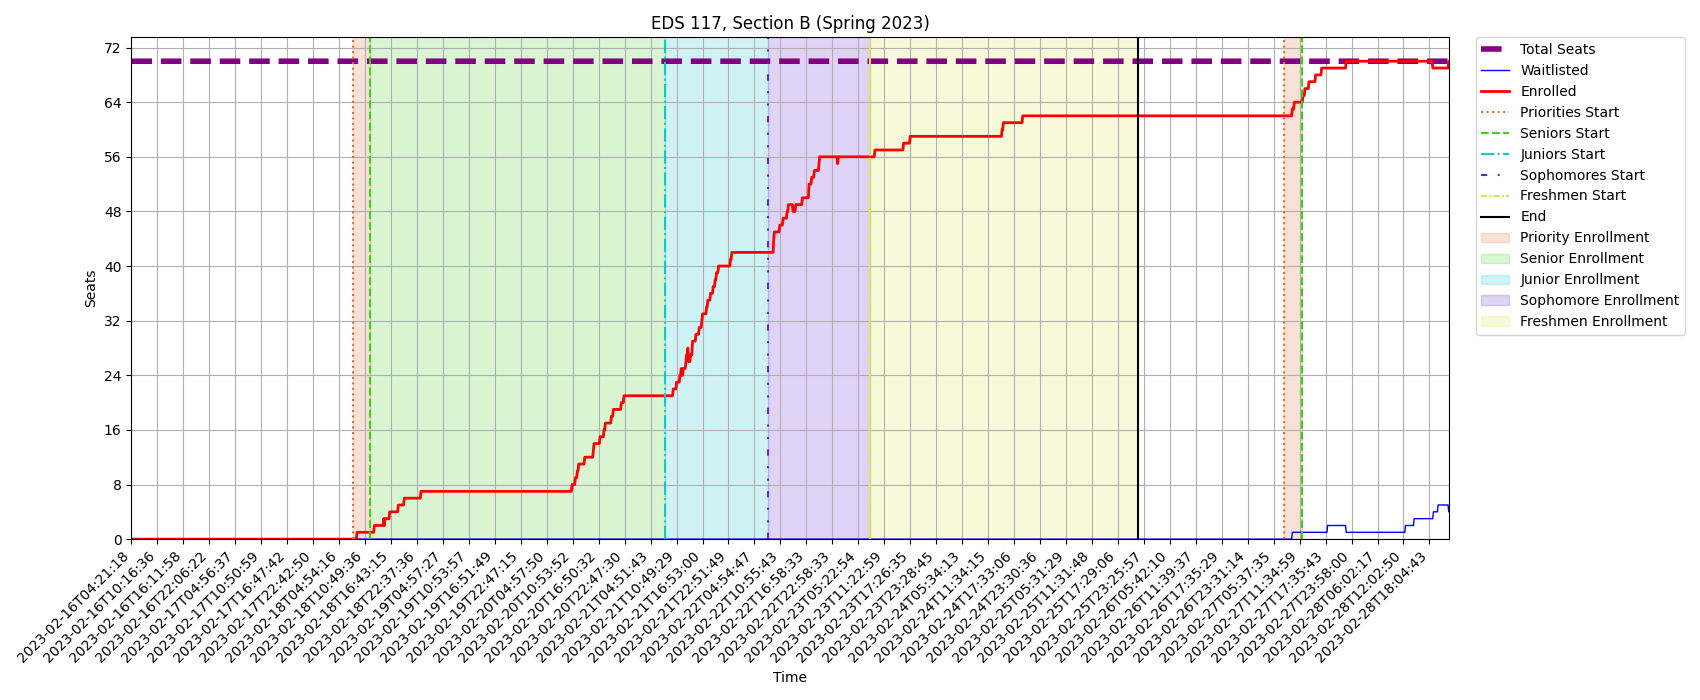 EDS 117, Section B (Spring 2023)
72
64
56
48
40
32
24
16
8
0
Seats
2023-02-16T04:21:18
2023-02-16T10:16:36
2023-02-16T16:11:58
2023-02-16T22:06:22
2023-02-17T04:56:37
2023-02-17T10:50:59
2023-02-17T16:47:42
2023-02-17T22:42:50
2023-02-18T04:54:16
2023-02-18T10:49:36
2023-02-18T16:43:15
2023-02-18T22:37:36
2023-02-19T04:57:27
2023-02-19T10:53:57
2023-02-19T16:51:49
2023-02-19T22:47:15
2023-02-20T04:57:50
2023-02-20T10:53:52
2023-02-20T16:50:32
2023-02-20T22:47:30
2023-02-21T04:51:43
2023-02-21T10:49:29
2023-02-21T16:53:00
2023-02-21T22:51:49
2023-02-22T04:54:47
2023-02-22T10:55:43
2023-02-22T16:58:33
2023-02-22T22:58:33
2023-02-23T05:22:54
2023-02-23T11:22:59
2023-02-23T17:26:35
2023-02-23T23:28:45
2023-02-24T05:34:13
2023-02-24T11:34:15
2023-02-24T17:33:06
2023-02-24T23:30:36
2023-02-25T05:31:29
2023-02-25T11:31:48
2023-02-25T17:29:06
2023-02-25T23:25:57
2023-02-26T05:42:10
2023-02-26T11:39:37
2023-02-26T17:35:29
2023-02-26T23:31:14
2023-02-27T05:37:35
2023-02-27T11:34:59
2023-02-27T17:35:43
2023-02-27T23:58:00
2023-02-28T06:02:17
2023-02-28T12:02:50
2023-02-28T18:04:43
Time
Total Seats
Waitlisted
Enrolled
Priorities Start
Seniors Start
Juniors Start
Sophomores Start
Freshmen Start
End
Priority Enrollment
Senior Enrollment
Junior Enrollment
Sophomore Enrollment
Freshmen Enrollment